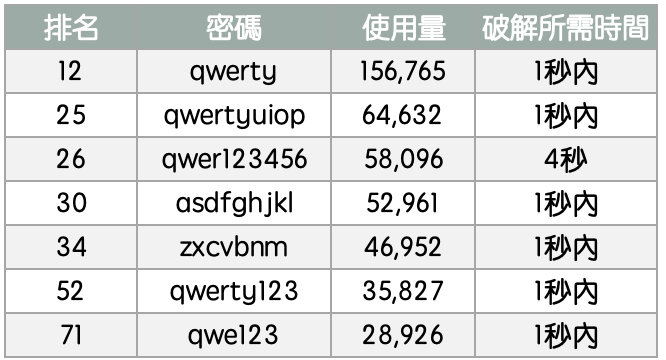 排名 密碼 使用量 破解所需時間
12 qwerty 156,765 1秒內
25 qwertyuiop 64,632 1秒內
26 qwer123456 58,096 4秒
30 asdfghjkl 52,961 1秒內
34 zxcvbnm 46,952 1秒內
52 qwerty123 35,827 1秒內
71 qwe123 28,926 1秒內